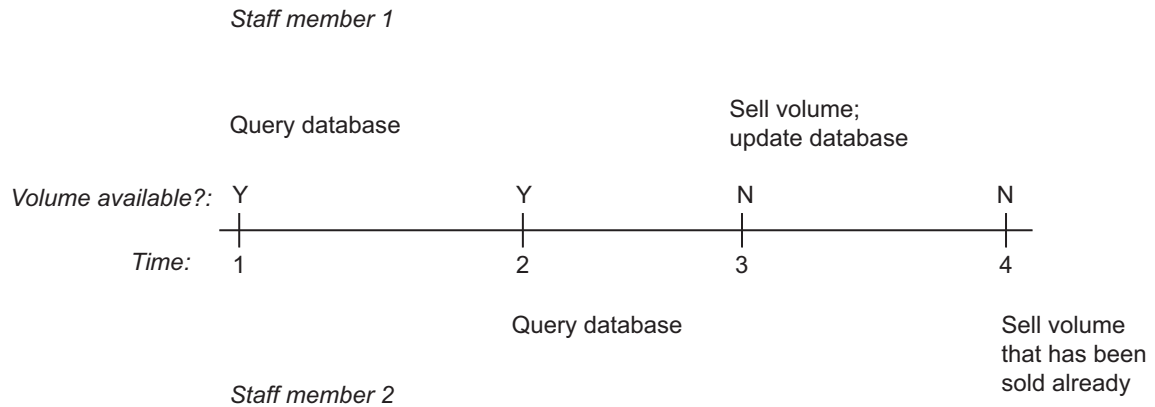 Staff member 1
Query database
Sell volume;
update database
Volume available?: Y Y N N
Time: 1 2 3 4
Query database
Sell volume
that has been
sold already
Staff member 2